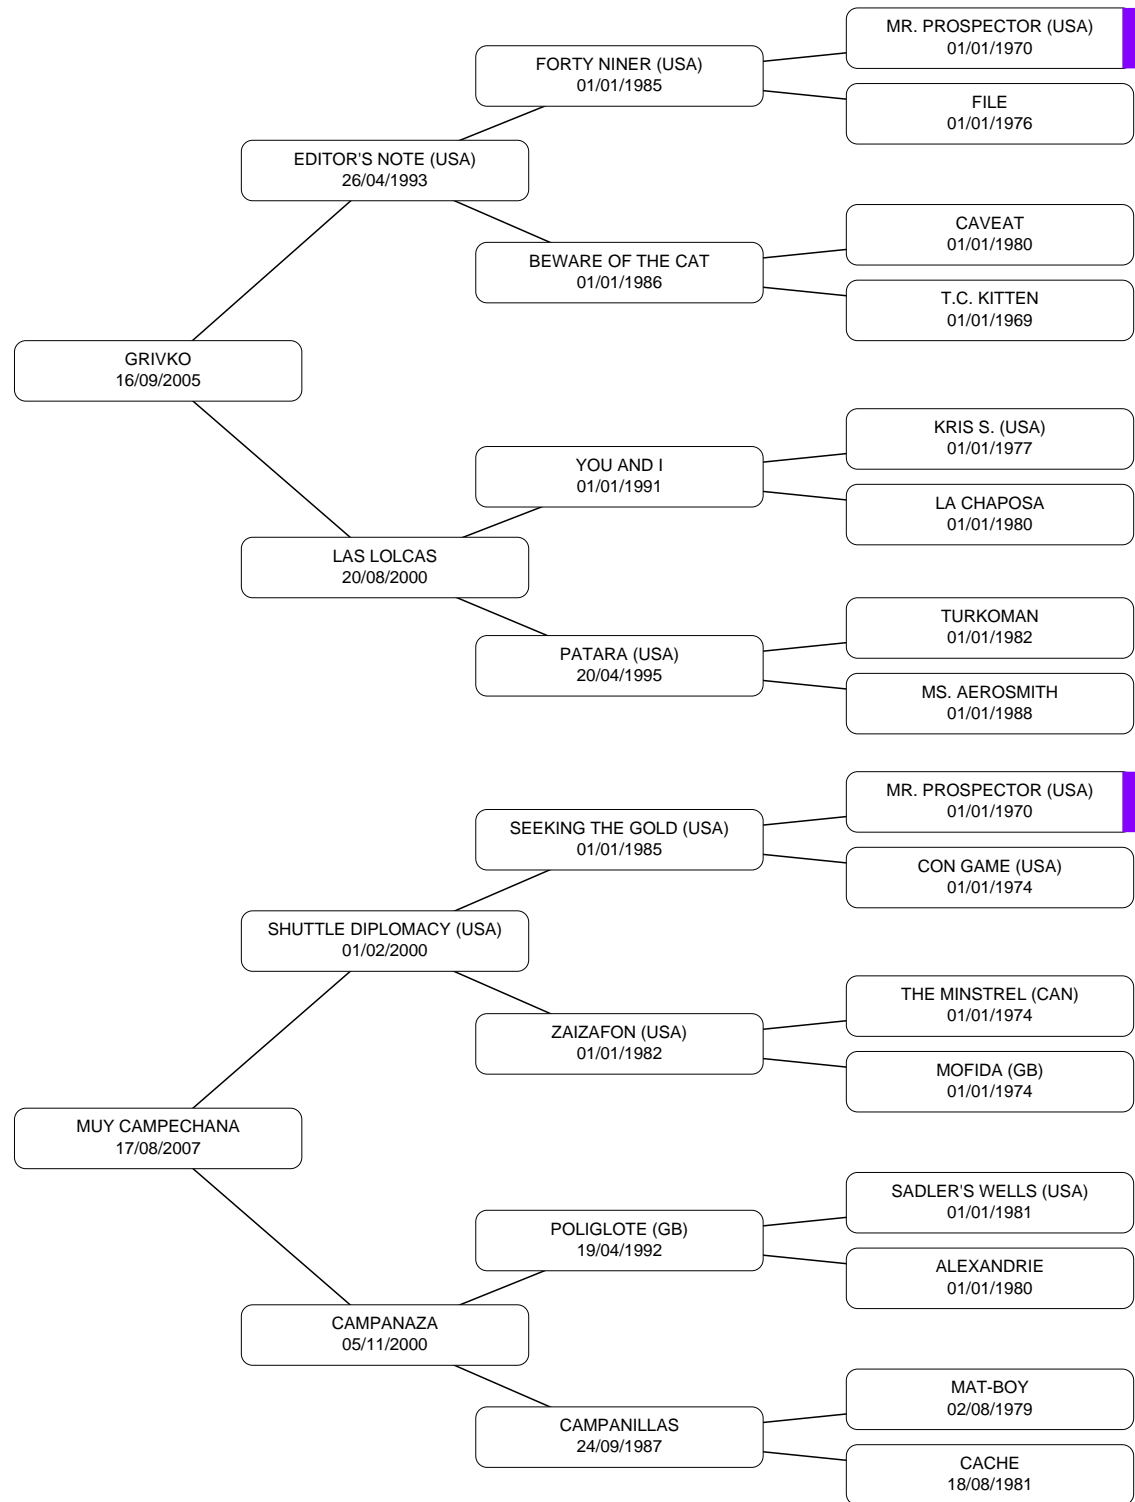 MR. PROSPECTOR (USA)
01/01/1970
FORTY NINER (USA)
01/01/1985
FILE
01/01/1976
EDITOR'S NOTE (USA)
26/04/1993
CAVEAT
01/01/1980
BEWARE OF THE CAT
01/01/1986
T.C. KITTEN
01/01/1969
GRIVKO
16/09/2005
KRIS S. (USA)
01/01/1977
YOU AND I
01/01/1991
LA CHAPOSA
01/01/1980
LAS LOLCAS
20/08/2000
TURKOMAN
01/01/1982
PATARA (USA)
20/04/1995
MS. AEROSMITH
01/01/1988
MR. PROSPECTOR (USA)
01/01/1970
SEEKING THE GOLD (USA)
01/01/1985
CON GAME (USA)
01/01/1974
SHUTTLE DIPLOMACY (USA)
01/02/2000
THE MINSTREL (CAN)
01/01/1974
ZAIZAFON (USA)
01/01/1982
MOFIDA (GB)
01/01/1974
MUY CAMPECHANA
17/08/2007
SADLER'S WELLS (USA)
01/01/1981
POLIGLOTE (GB)
19/04/1992
ALEXANDRIE
01/01/1980
CAMPANAZA
05/11/2000
MAT-BOY
02/08/1979
CAMPANILLAS
24/09/1987
CACHE
18/08/1981